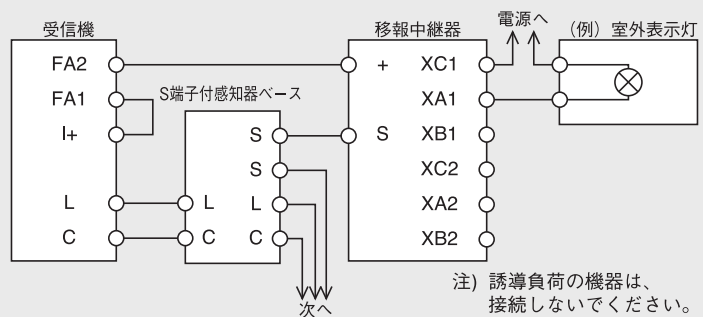 受信機
FA2
FA1
I+
L
C
S端子付感知器ベース
L
C
S
S
L
C
次へ
移報中継器
+
S
XC1
XA1
XB1
XC2
XA2
XB2
電源へ
（例）室外表示灯
注）誘導負荷の機器は、
接続しないでください。